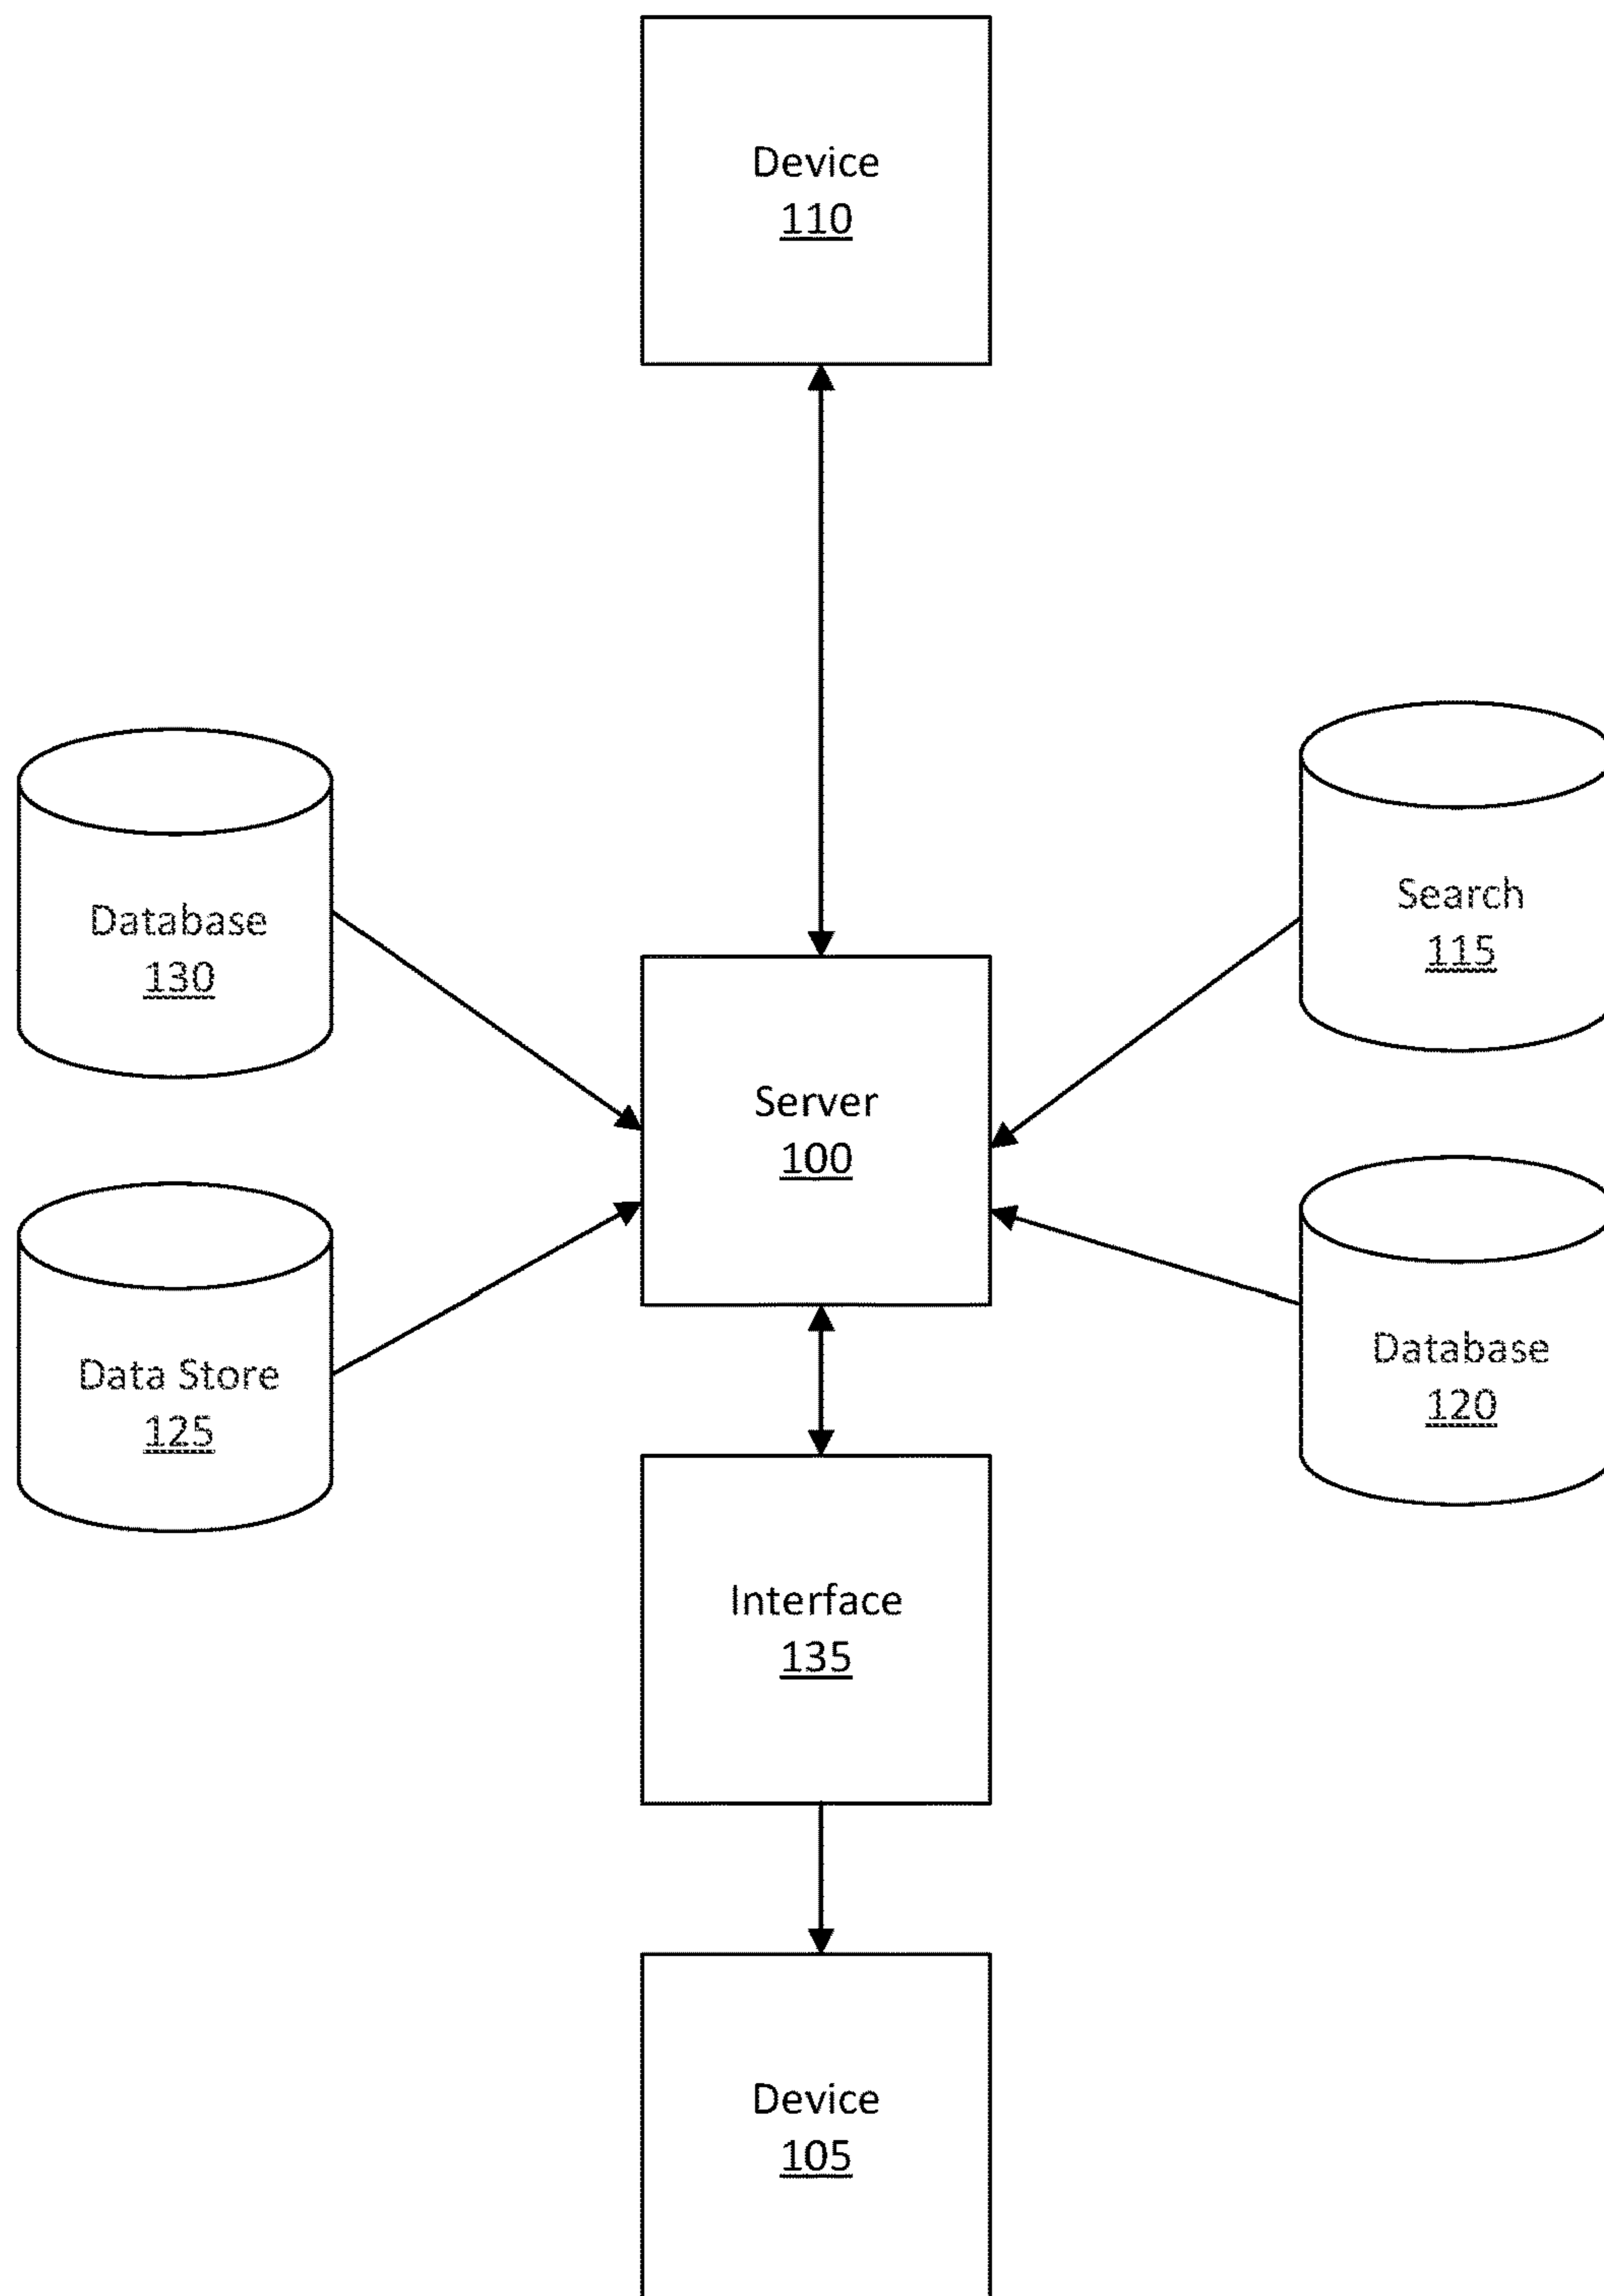 Device
110
Database
130
Search
115
Server
100
Data Store
125
Database
120
Interface
135
Device
105